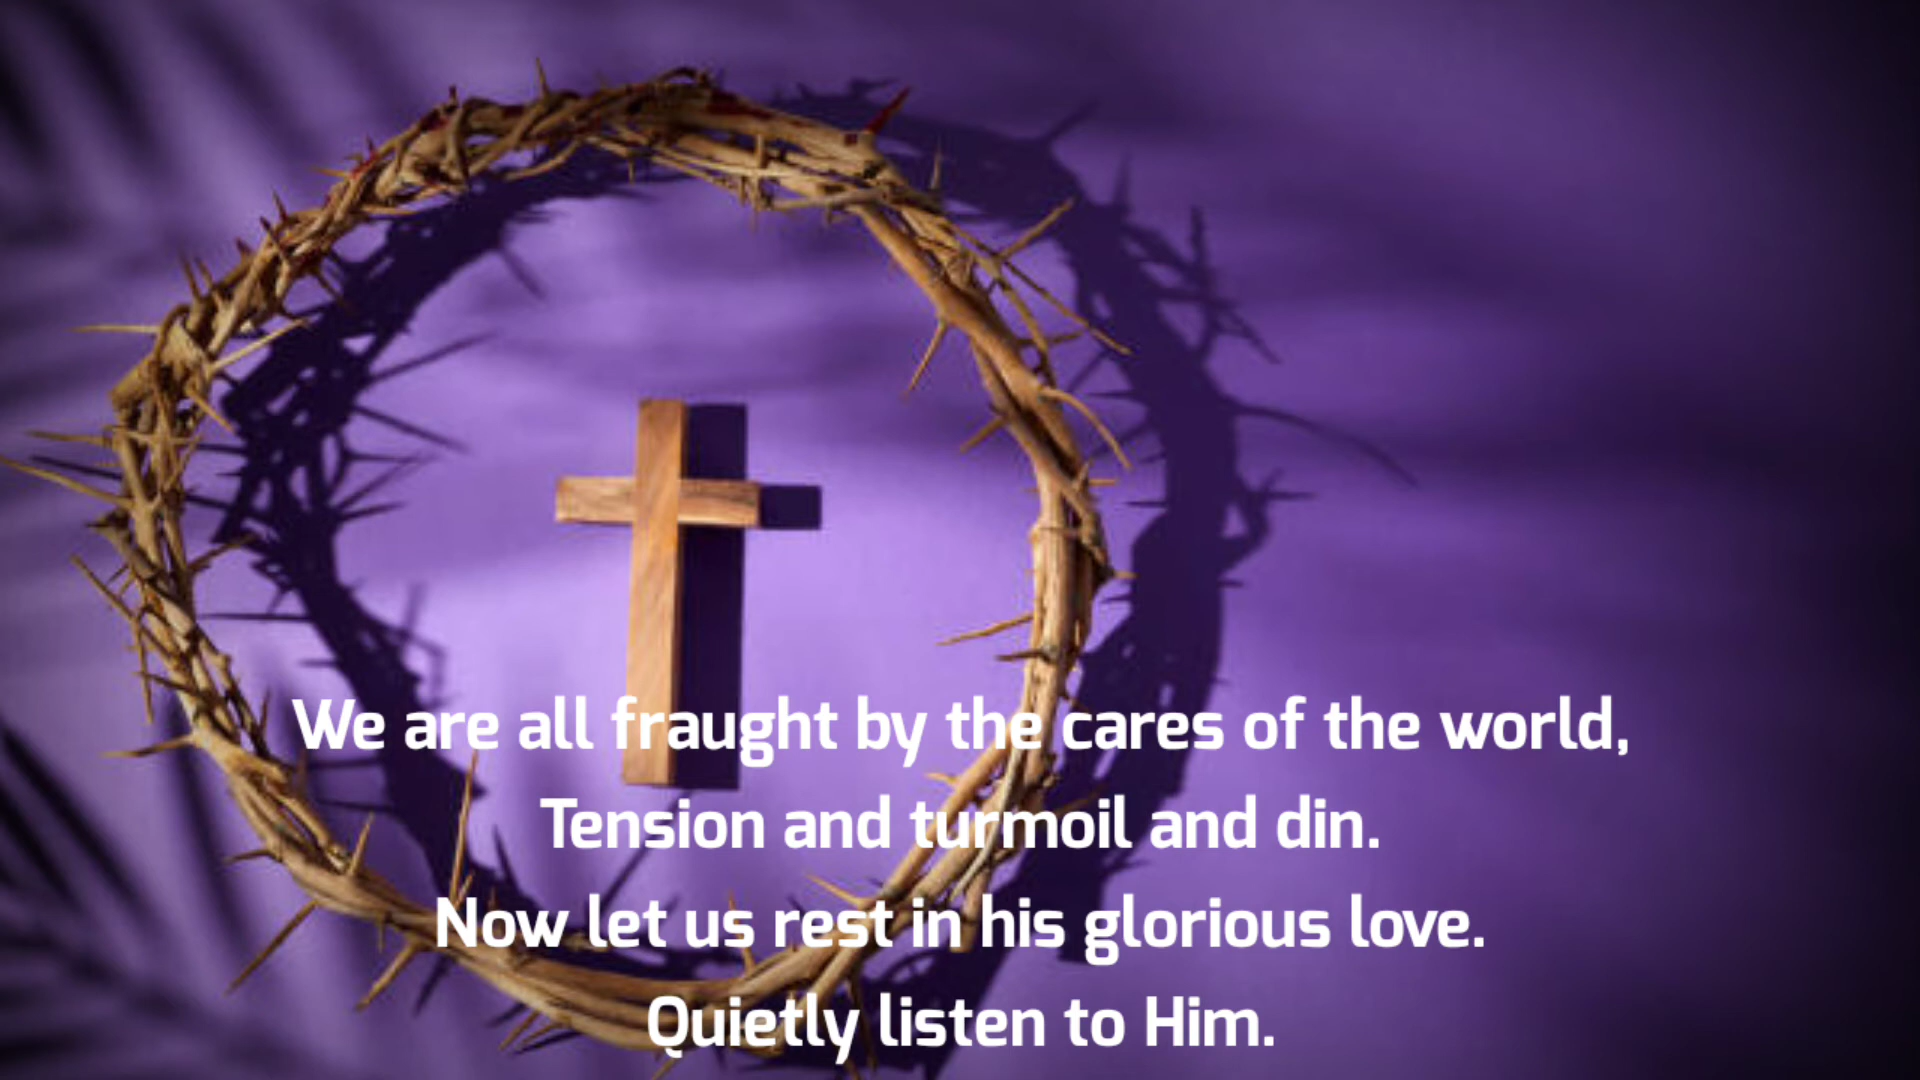 We are all fraught by the cares of the world,
Tension and turmoil and din.
Now let us rest in his glorious love.
Quietly listen to Him.